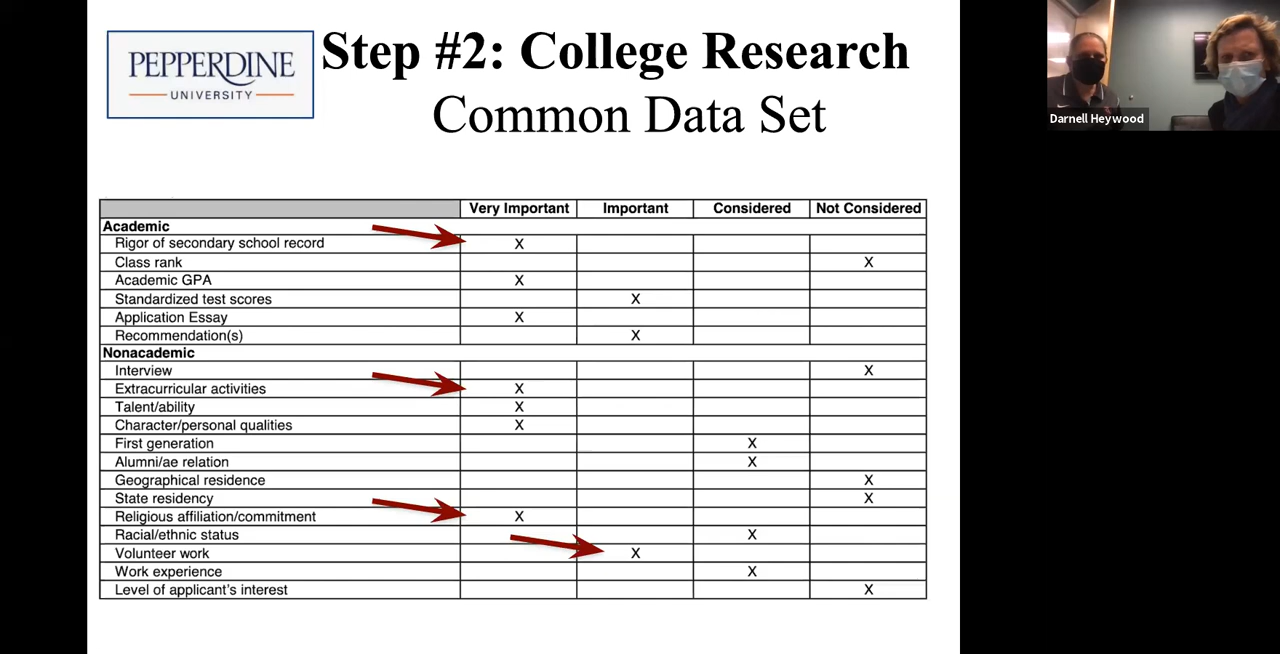 PEPPERDINE
UNIVERSITY
Step #2: College Research
Common Data Set
Darnell Heywood
Very Important Important Considered Not Considered
Academic
Rigor of secondary school record X
Class rank X
Academic GPA X
Standardized test scores X
Application Essay X
Recommendation(s) X
Nonacademic
Interview X
Extracurricular activities X
Talent/ability X
Character/personal qualities X
First generation X
Alumni/ae relation X
Geographical residence X
State residency X
Religious affiliation/commitment X
Racial/ethnic status X
Volunteer work X
Work experience X
Level of applicant's interest X